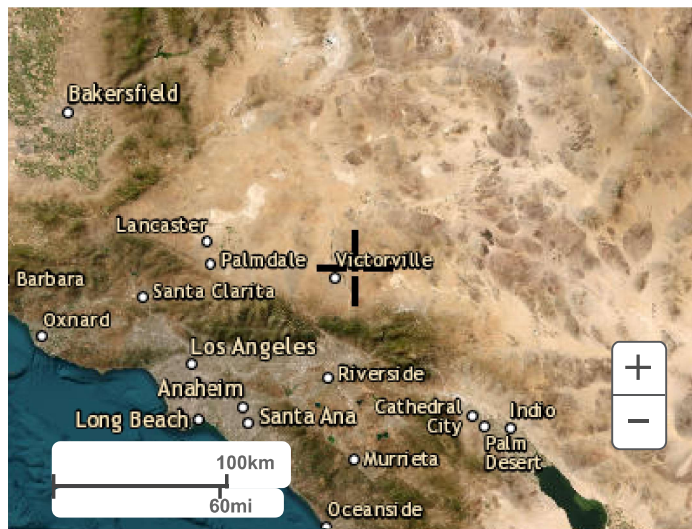 Bakersfield
Lancaster
Palmdale
Victorville
Barbara
Santa Clarita
Oxnard
Los Angeles
Riverside
Anaheim
Long Beach
Santa Ana
Cathedral
City
Indio
Palm
Desert
Murrieta
Oceanside
100km
60mi
+
−